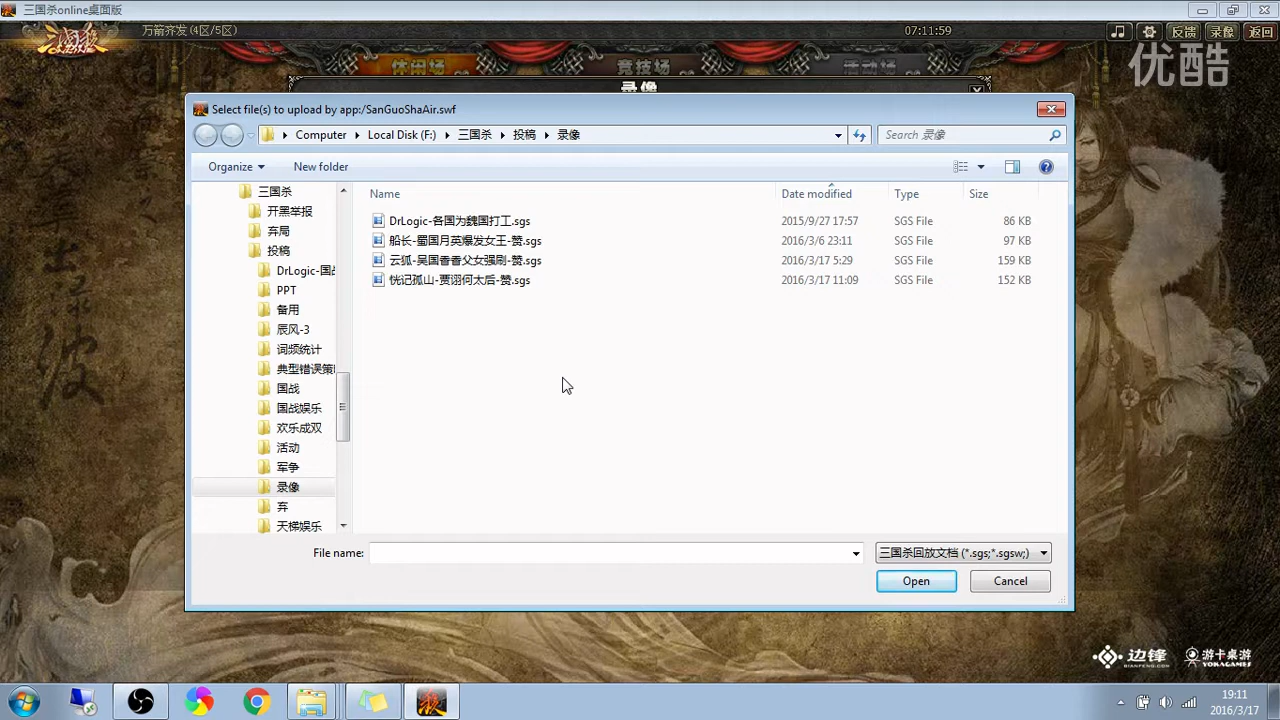 三国杀online桌面版
万箭齐发(4区/5区)
07:11:59
反馈
录像
返回
优酷
休闲场
竞技场
活动场
录像
Select file(s) to upload by app:/SanGuoShaAir.swf
Computer
Local Disk (F:)
三国杀
投稿
录像
Search 录像
Organize
New folder
三国杀
开黑举报
弃局
投稿
DrLogic-国战
PPT
备用
辰风-3
词频统计
典型错误策
国战
国战娱乐
欢乐成双
活动
军争
录像
弃
天梯娱乐
Name
Date modified
Type
Size
DrLogic-各国为魏国打工.sgs 2015/9/27 17:57 SGS File 86 KB
船长-蜀国月英爆发女王-赞.sgs 2016/3/6 23:11 SGS File 97 KB
云狐-吴国香香父女强刷-赞.sgs 2016/3/17 5:29 SGS File 159 KB
恍记孤山-贾诩何太后-赞.sgs 2016/3/17 11:09 SGS File 152 KB
File name:
三国杀回放文档 (*.sgs;*.sgsw;)
Open
Cancel
边锋
BIANFENG.COM
游卡桌游
YOKAGAMES
19:11
2016/3/17